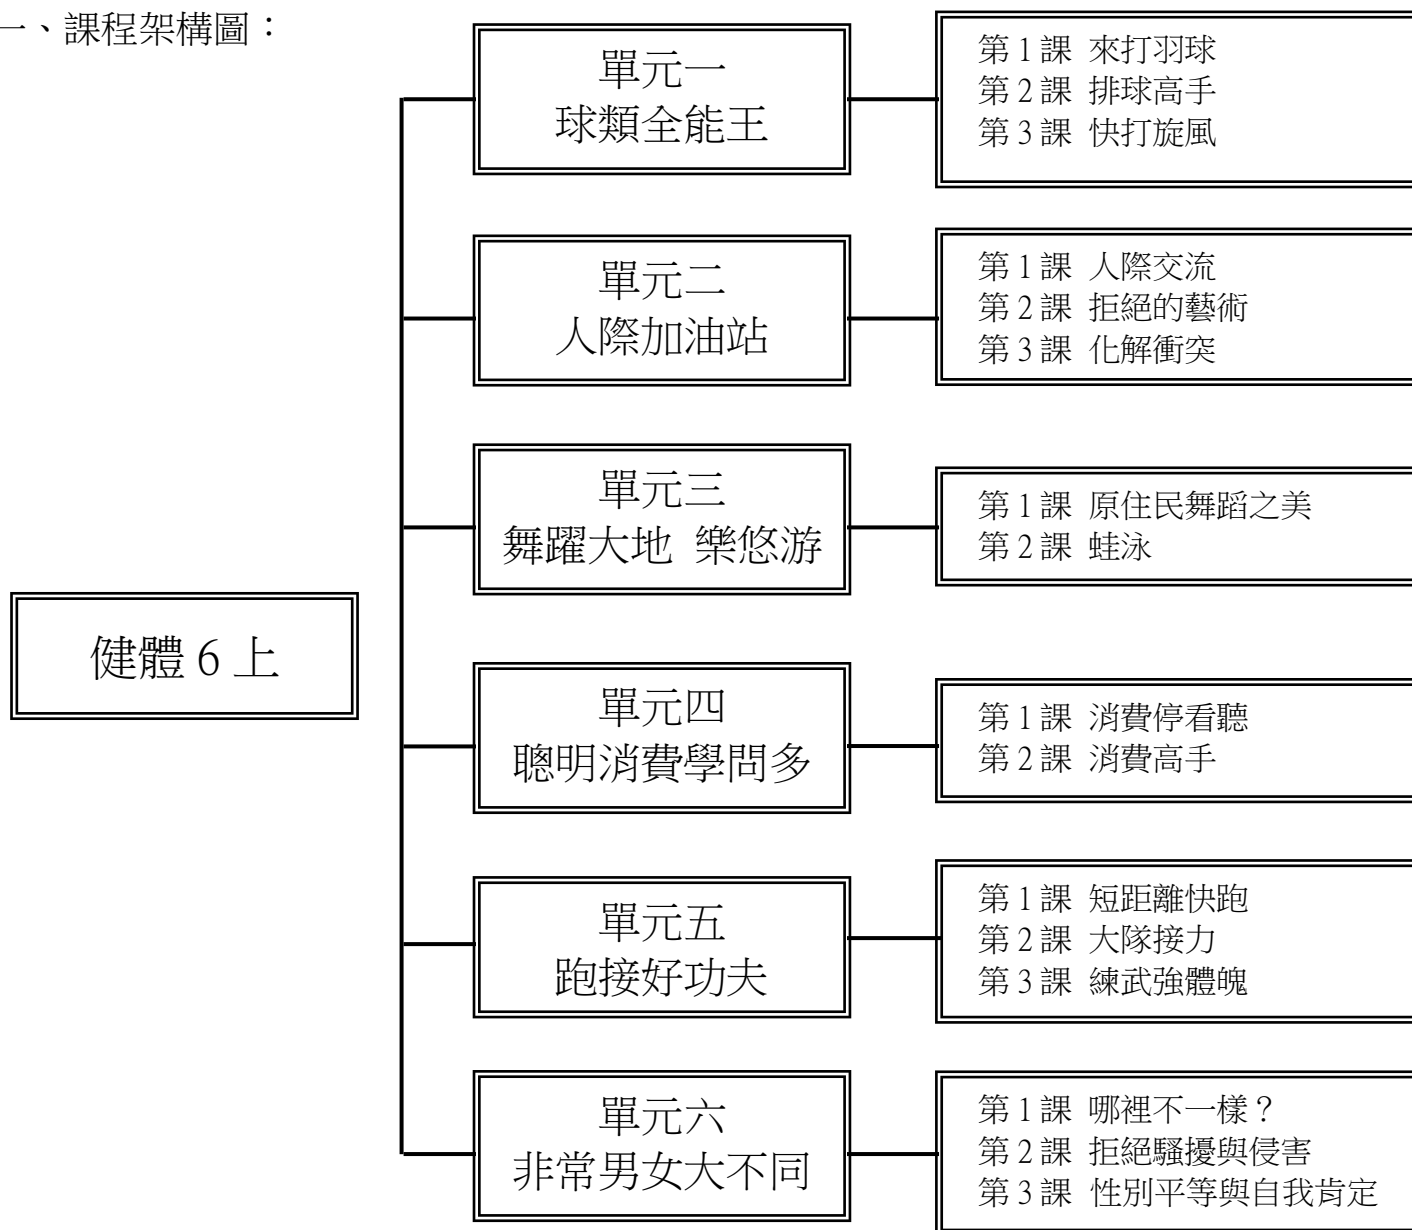 一、課程架構圖：
健體 6 上
單元一
球類全能王
第 1 課 來打羽球
第 2 課 排球高手
第 3 課 快打旋風
單元二
人際加油站
第 1 課 人際交流
第 2 課 拒絕的藝術
第 3 課 化解衝突
單元三
舞躍大地 樂悠游
第 1 課 原住民舞蹈之美
第 2 課 蛙泳
單元四
聰明消費學問多
第 1 課 消費停看聽
第 2 課 消費高手
單元五
跑接好功夫
第 1 課 短距離快跑
第 2 課 大隊接力
第 3 課 練武強體魄
單元六
非常男女大不同
第 1 課 哪裡不一樣？
第 2 課 拒絕騷擾與侵害
第 3 課 性別平等與自我肯定